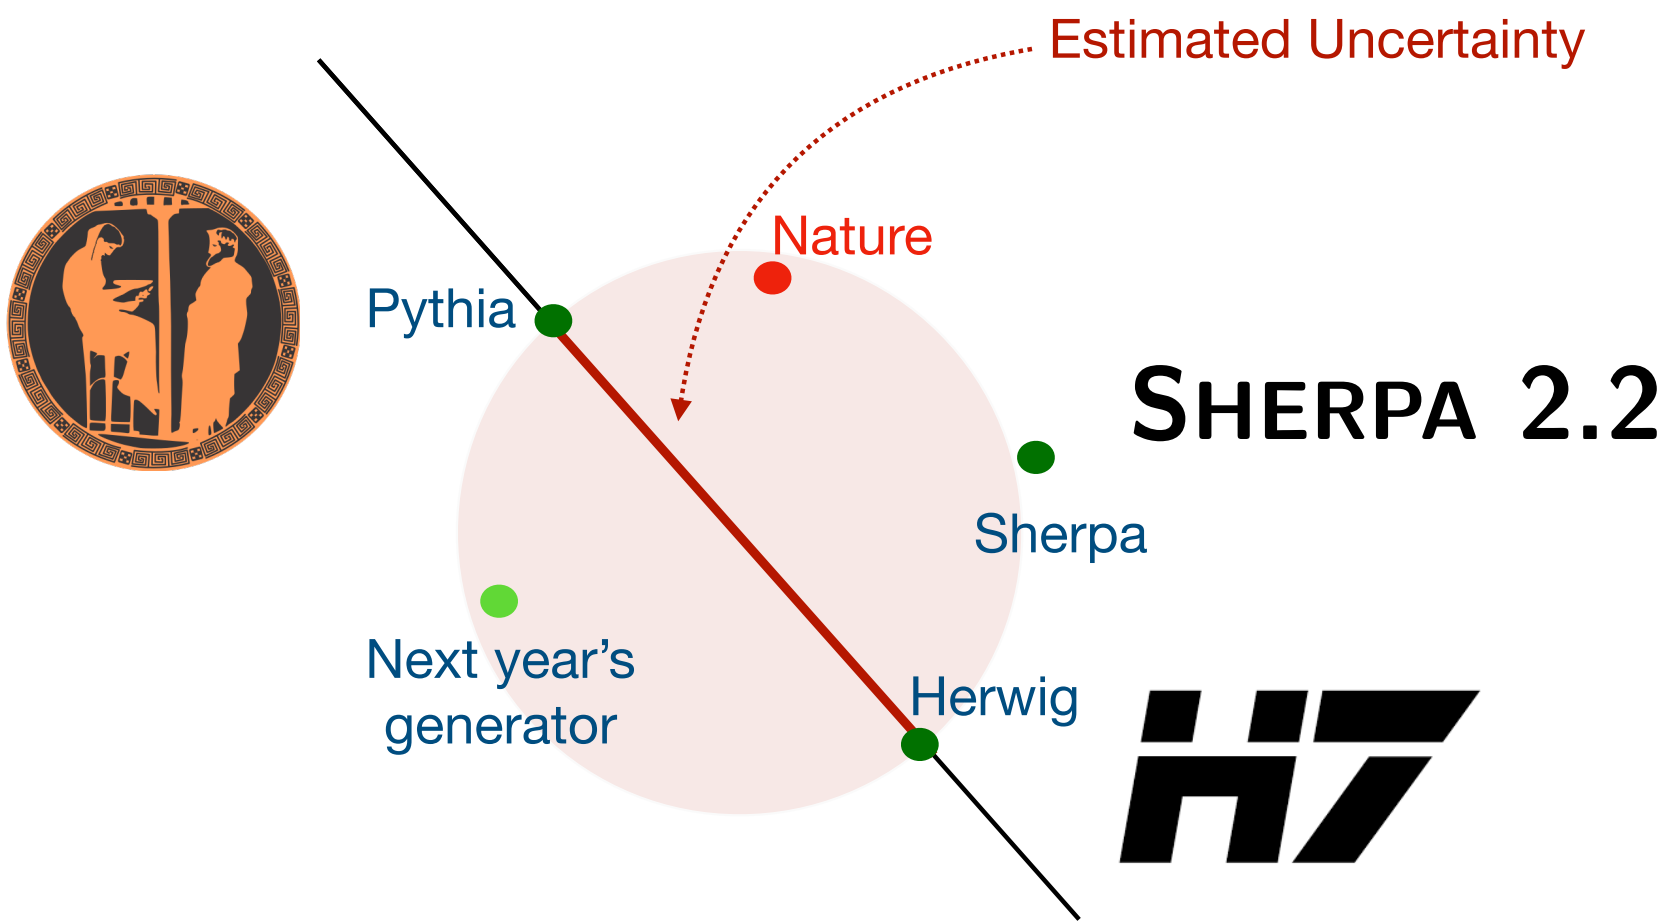 Estimated Uncertainty
Nature
Pythia
SHERPA 2.2
Sherpa
Next year's
generator
Herwig
H7